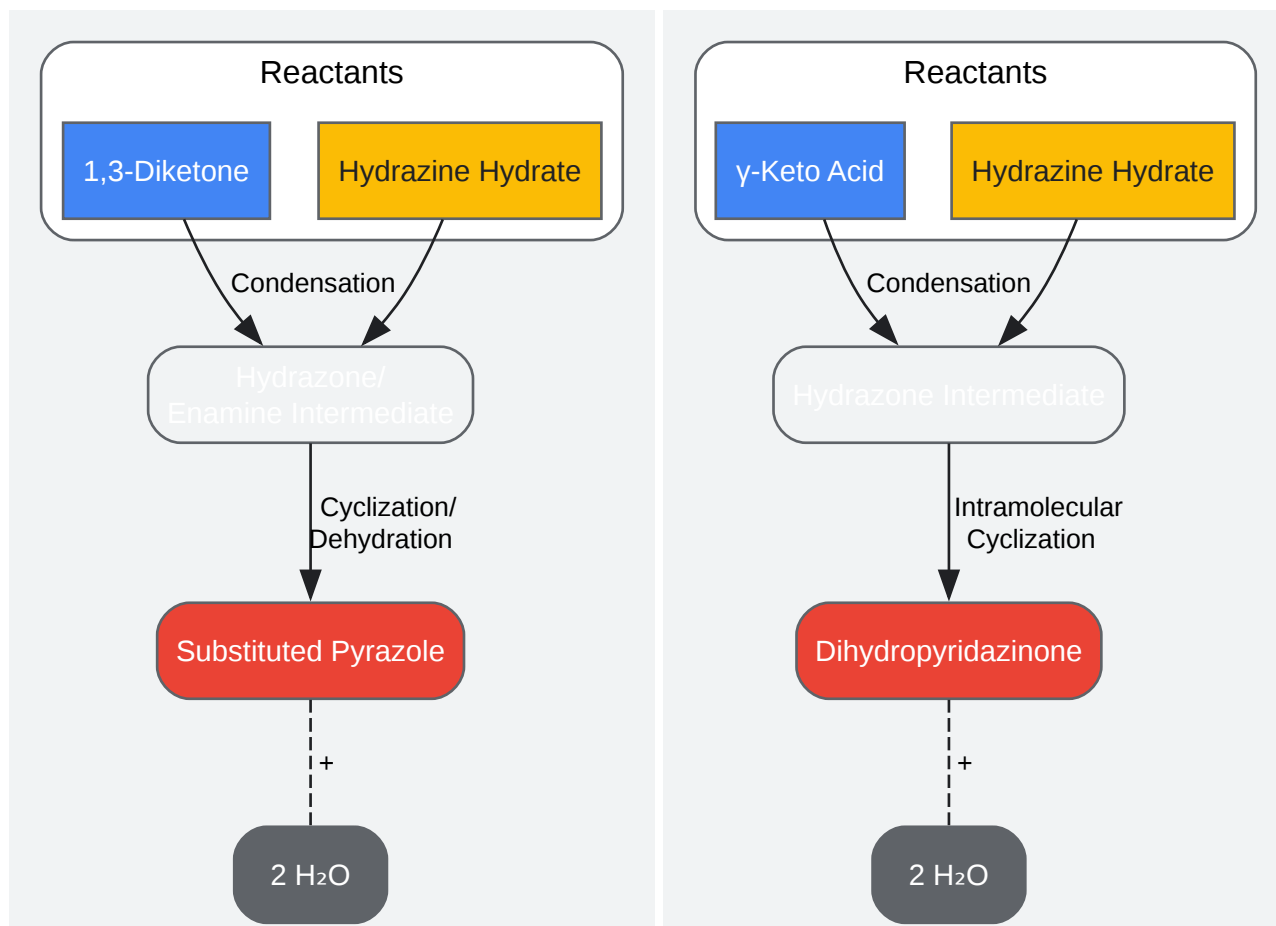 Reactants
1,3-Diketone
Hydrazine Hydrate
Condensation
Hydrazone/
Enamine Intermediate
Cyclization/
Dehydration
Substituted Pyrazole
+
2 H₂O
Reactants
γ-Keto Acid
Hydrazine Hydrate
Condensation
Hydrazone Intermediate
Intramolecular
Cyclization
Dihydropyridazinone
+
2 H₂O